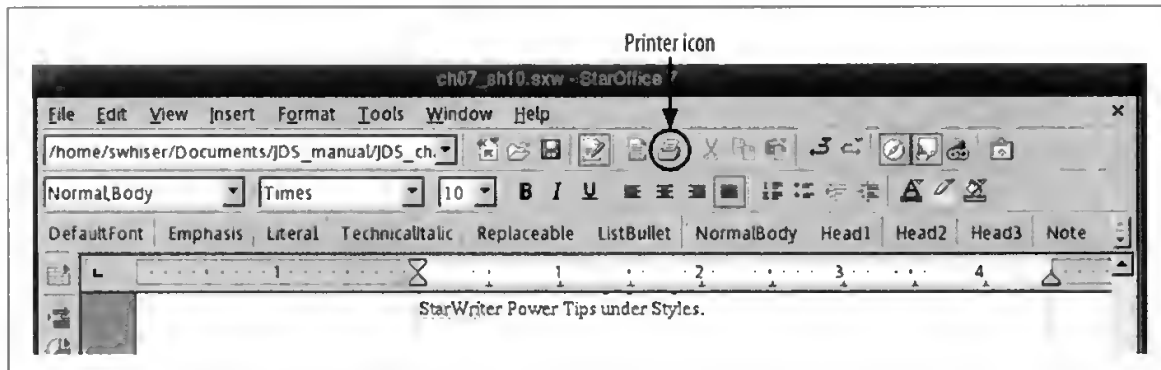 Printer icon
ch07_sh10.sxw - StarOffice 7
File Edit View Insert Format Tools Window Help
/home/swhiser/Documents/JDS_manual/JDS_ch.
NormalBody Times 10 B I U A
DefaultFont Emphasis Literal TechnicalItalic Replaceable ListBullet NormalBody Head1 Head2 Head3 Note
1 1 2 3 4
StarWriter Power Tips under Styles.